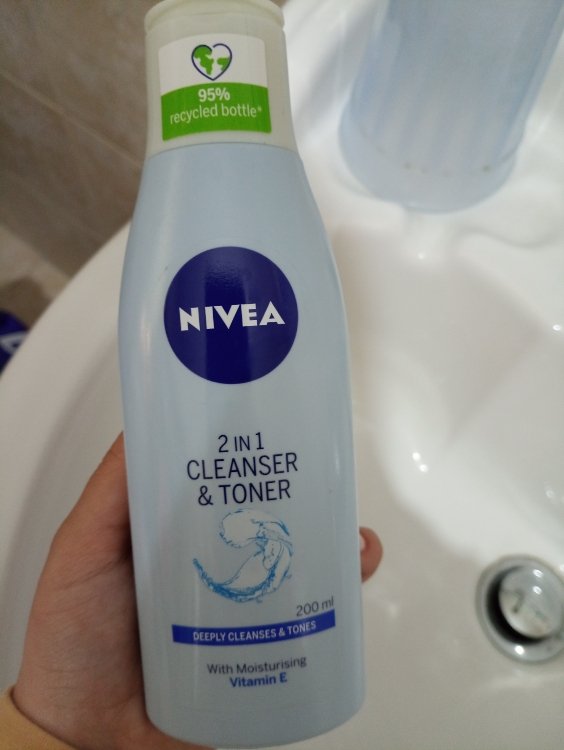 95%
recycled bottle*
NIVEA
2 IN 1
CLEANSER
& TONER
200 ml
DEEPLY CLEANSES & TONES
With Moisturising
Vitamin E